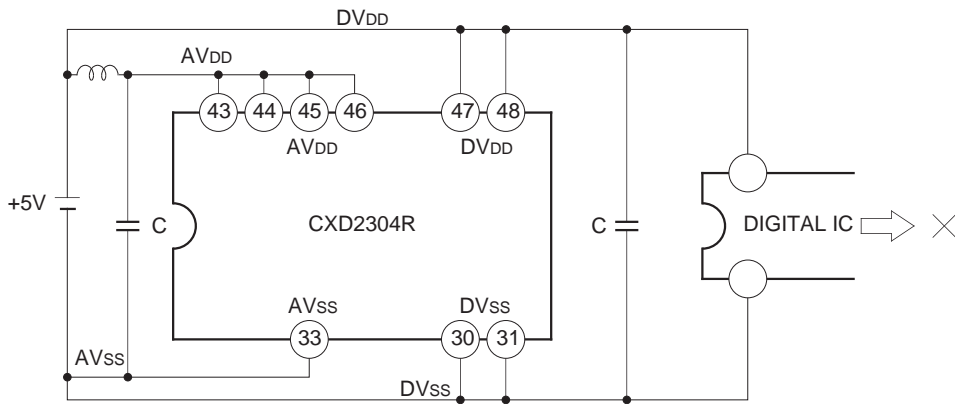 DVDD
AVDD
43 44 45 46 47 48
AVDD DVDD
+5V C CXD2304R C DIGITAL IC
AVSS DVSS
33 30 31
AVSS
DVSS